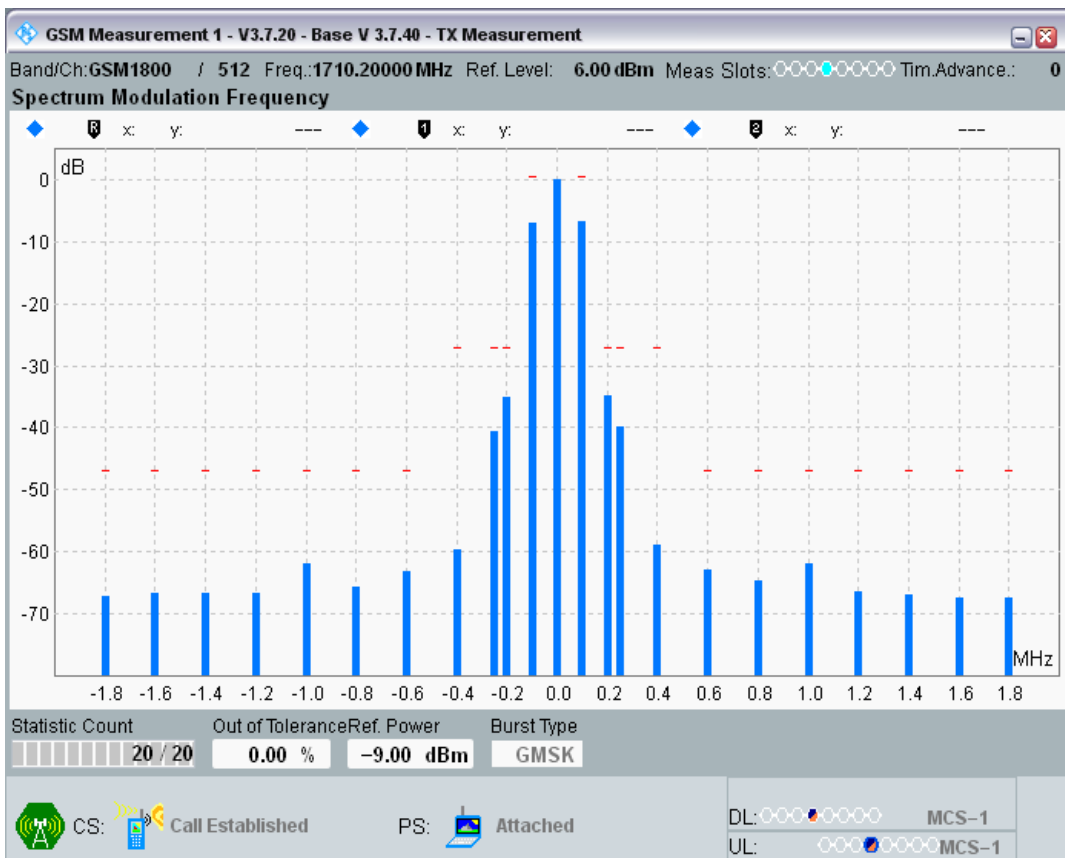 GSM Measurement 1 - V3.7.20 - Base V 3.7.40 - TX Measurement
Band/Ch:GSM1800 / 512 Freq.:1710.20000 MHz Ref. Level: 6.00 dBm Meas Slots: Tim.Advance.: 0
Spectrum Modulation Frequency
R x: y: --- 1 x: y: --- 2 x: y: ---
dB
0
-10
-20
-30
-40
-50
-60
-70
MHz
-1.8 -1.6 -1.4 -1.2 -1.0 -0.8 -0.6 -0.4 -0.2 0.0 0.2 0.4 0.6 0.8 1.0 1.2 1.4 1.6 1.8
Statistic Count Out of Tolerance Ref. Power Burst Type
20 / 20 0.00 % −9.00 dBm GMSK
CS: Call Established PS: Attached DL: MCS−1
UL: MCS−1